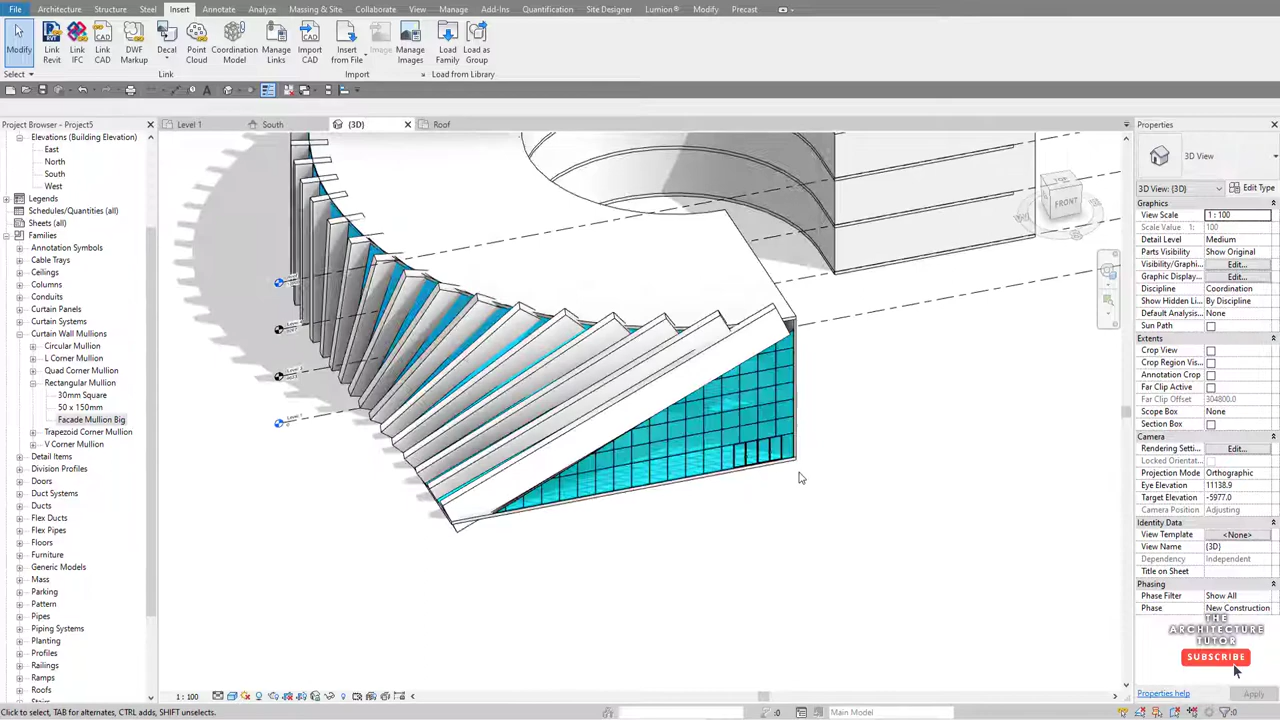 File Architecture Structure Steel Insert Annotate Analyze Massing & Site Collaborate View Manage Add-Ins Quantification Site Designer Lumion® Modify Precast
Modify Link Revit Link IFC Link CAD DWF Markup Decal Point Cloud Coordination Model Manage Links Import CAD Insert from File Image Manage Images Load Family Load as Group
Select Link Import Load from Library
Project Browser - Project5
Level 1 South {3D} Roof
Elevations (Building Elevation)
East
North
South
West
Legends
Schedules/Quantities (all)
Sheets (all)
Families
Annotation Symbols
Cable Trays
Ceilings
Columns
Conduits
Curtain Panels
Curtain Systems
Curtain Wall Mullions
Circular Mullion
L Corner Mullion
Quad Corner Mullion
Rectangular Mullion
30mm Square
50 x 150mm
Facade Mullion Big
Trapezoid Corner Mullion
V Corner Mullion
Detail Items
Division Profiles
Doors
Duct Systems
Ducts
Flex Ducts
Flex Pipes
Floors
Furniture
Generic Models
Mass
Parking
Pattern
Pipes
Piping Systems
Planting
Profiles
Railings
Ramps
Roofs
TOP
FRONT
Properties
3D View
3D View: {3D} Edit Type
Graphics
View Scale 1 : 100
Scale Value 1: 100
Detail Level Medium
Parts Visibility Show Original
Visibility/Graphi... Edit...
Graphic Display... Edit...
Discipline Coordination
Show Hidden Li... By Discipline
Default Analysi... None
Sun Path
Extents
Crop View
Crop Region Vis...
Annotation Crop
Far Clip Active
Far Clip Offset 304800.0
Scope Box None
Section Box
Camera
Rendering Setti... Edit...
Locked Orientat...
Projection Mode Orthographic
Eye Elevation 11138.9
Target Elevation -5977.0
Camera Position Adjusting
Identity Data
View Template <None>
View Name {3D}
Dependency Independent
Title on Sheet
Phasing
Phase Filter Show All
Phase New Construction
THE
ARCHITECTURE
TUTOR
SUBSCRIBE
Properties help Apply
1 : 100
Click to select, TAB for alternates, CTRL adds, SHIFT unselects. :0 Main Model :0